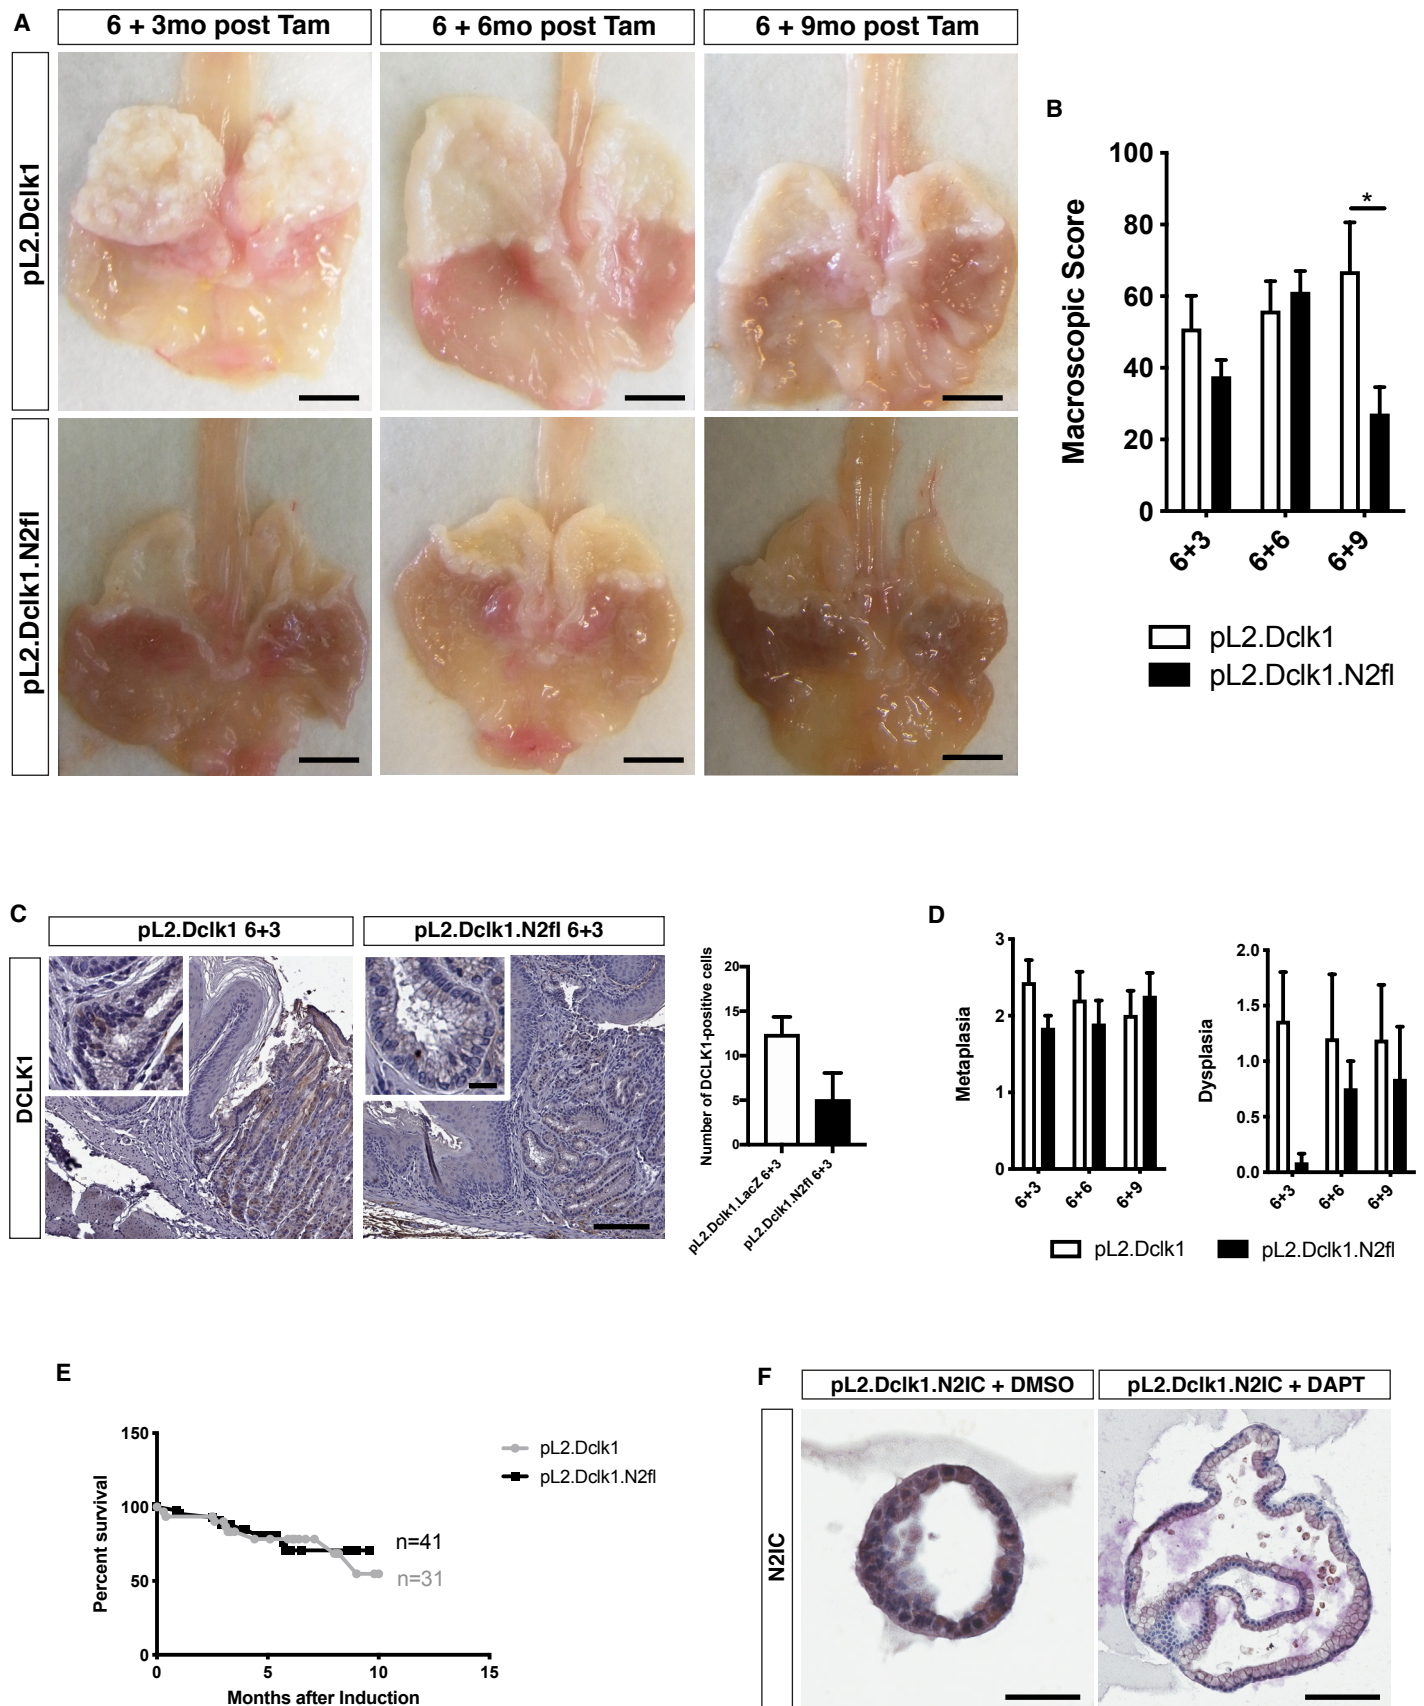 A
6 + 3mo post Tam
6 + 6mo post Tam
6 + 9mo post Tam
pL2.Dclk1
pL2.Dclk1.N2fl
B
Macroscopic Score
100
80
60
40
20
0
*
6+3
6+6
6+9
pL2.Dclk1
pL2.Dclk1.N2fl
C
pL2.Dclk1 6+3
pL2.Dclk1.N2fl 6+3
DCLK1
Number of DCLK1-positive cells
20
15
10
5
0
pL2.Dclk1.LacZ 6+3
pL2.Dclk1.N2fl 6+3
D
Metaplasia
3
2
1
0
6+3
6+6
6+9
Dysplasia
2.0
1.5
1.0
0.5
0.0
6+3
6+6
6+9
pL2.Dclk1
pL2.Dclk1.N2fl
E
Percent survival
150
100
50
0
0
5
10
15
Months after Induction
pL2.Dclk1
pL2.Dclk1.N2fl
n=41
n=31
F
pL2.Dclk1.N2IC + DMSO
pL2.Dclk1.N2IC + DAPT
N2IC